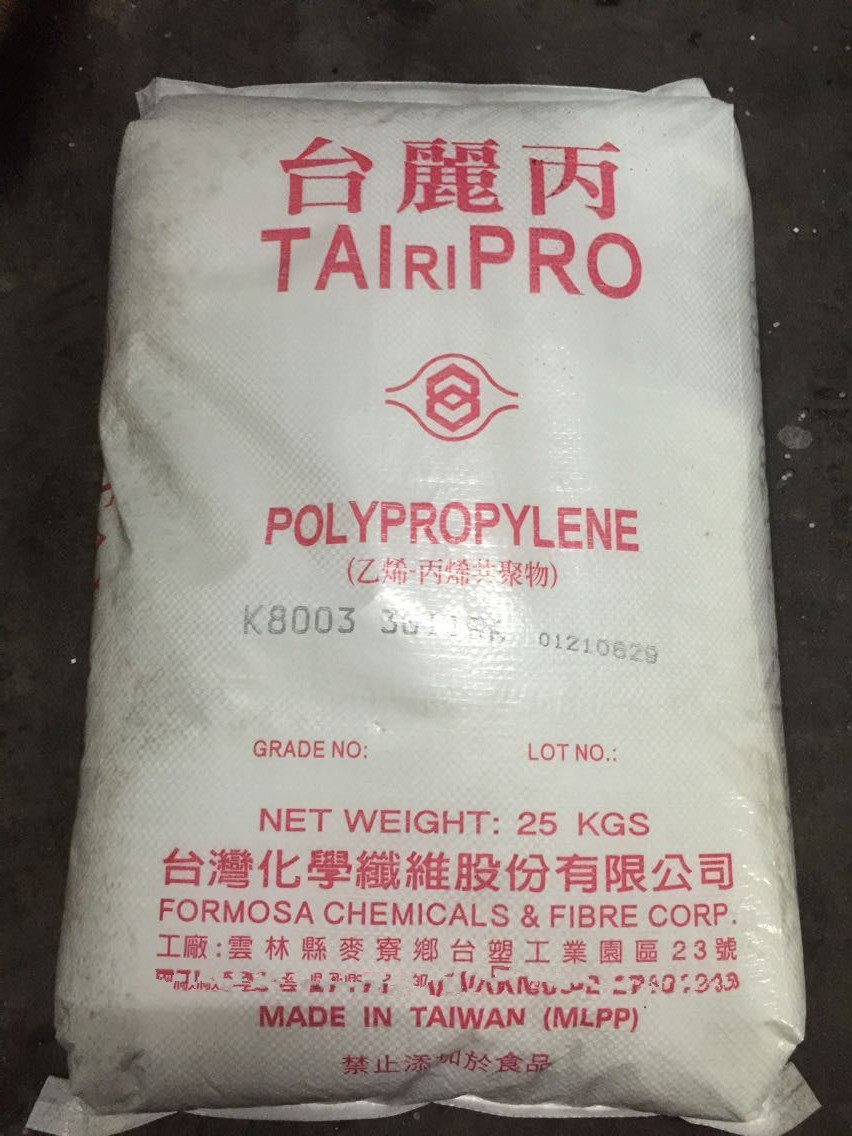 台麗丙
TAIRIPRO
POLYPROPYLENE
(乙烯-丙烯共聚物)
K8003 01210629
GRADE NO: LOT NO.:
NET WEIGHT: 25 KGS
台灣化學纖維股份有限公司
FORMOSA CHEMICALS & FIBRE CORP.
工廠:雲林縣麥寮鄉台塑工業園區23號
MADE IN TAIWAN (MLPP)
禁止添加於食品